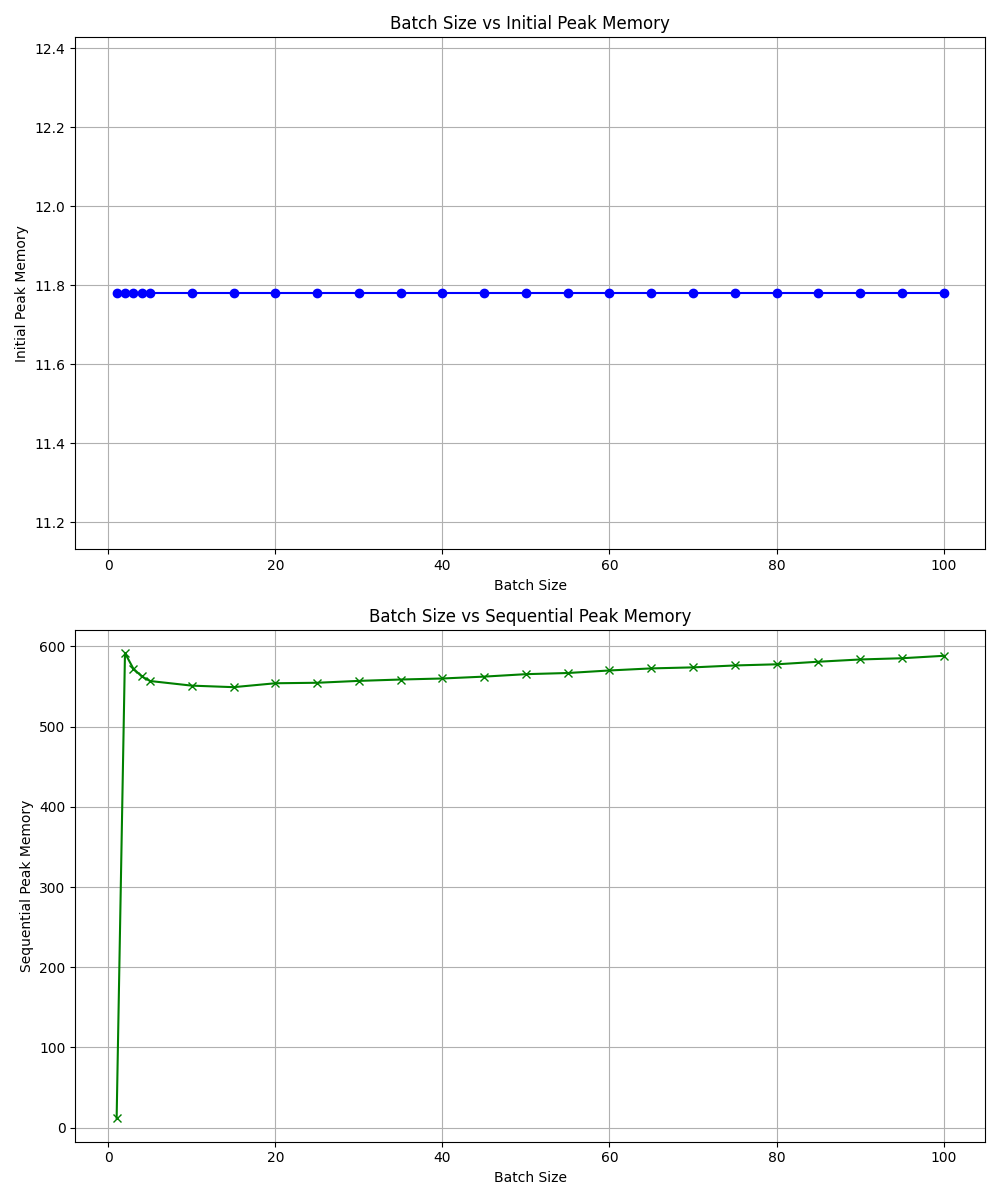 Batch Size vs Initial Peak Memory
Initial Peak Memory
12.4
12.2
12.0
11.8
11.6
11.4
11.2
0 20 40 60 80 100
Batch Size
Batch Size vs Sequential Peak Memory
Sequential Peak Memory
600
500
400
300
200
100
0
0 20 40 60 80 100
Batch Size